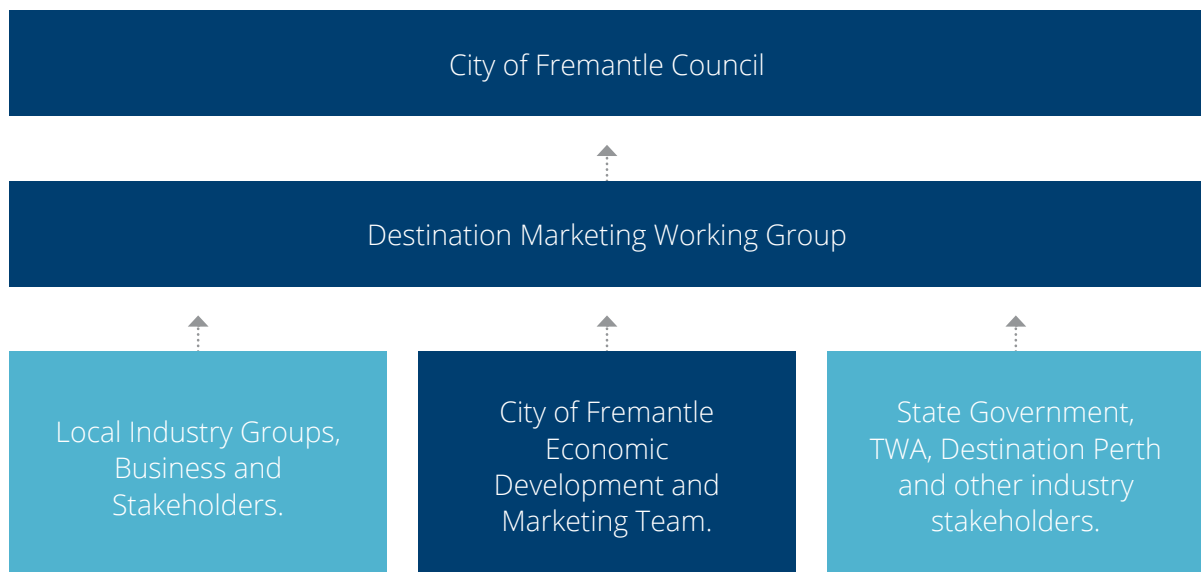 City of Fremantle Council
Destination Marketing Working Group
Local Industry Groups,
Business and
Stakeholders.
City of Fremantle
Economic
Development and
Marketing Team.
State Government,
TWA, Destination Perth
and other industry
stakeholders.